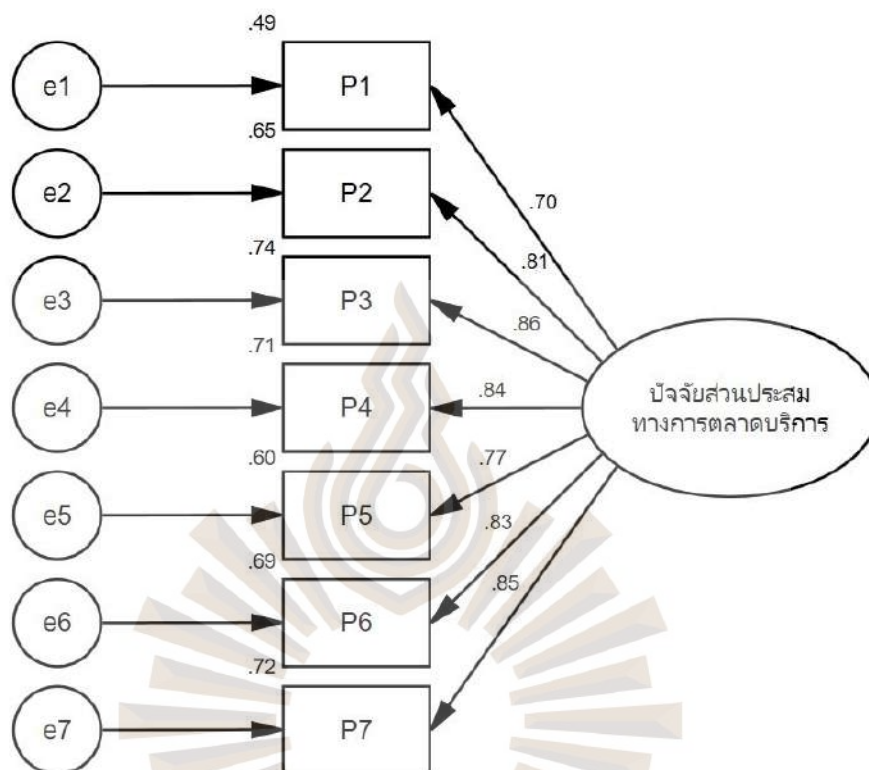 .49
e1
P1
.65
e2
P2
.70
.74
.81
e3
P3
.86
.71
e4
P4
.84
ปัจจัยส่วนประสม
ทางการตลาดบริการ
.60
.77
e5
P5
.83
.69
.85
e6
P6
.72
e7
P7